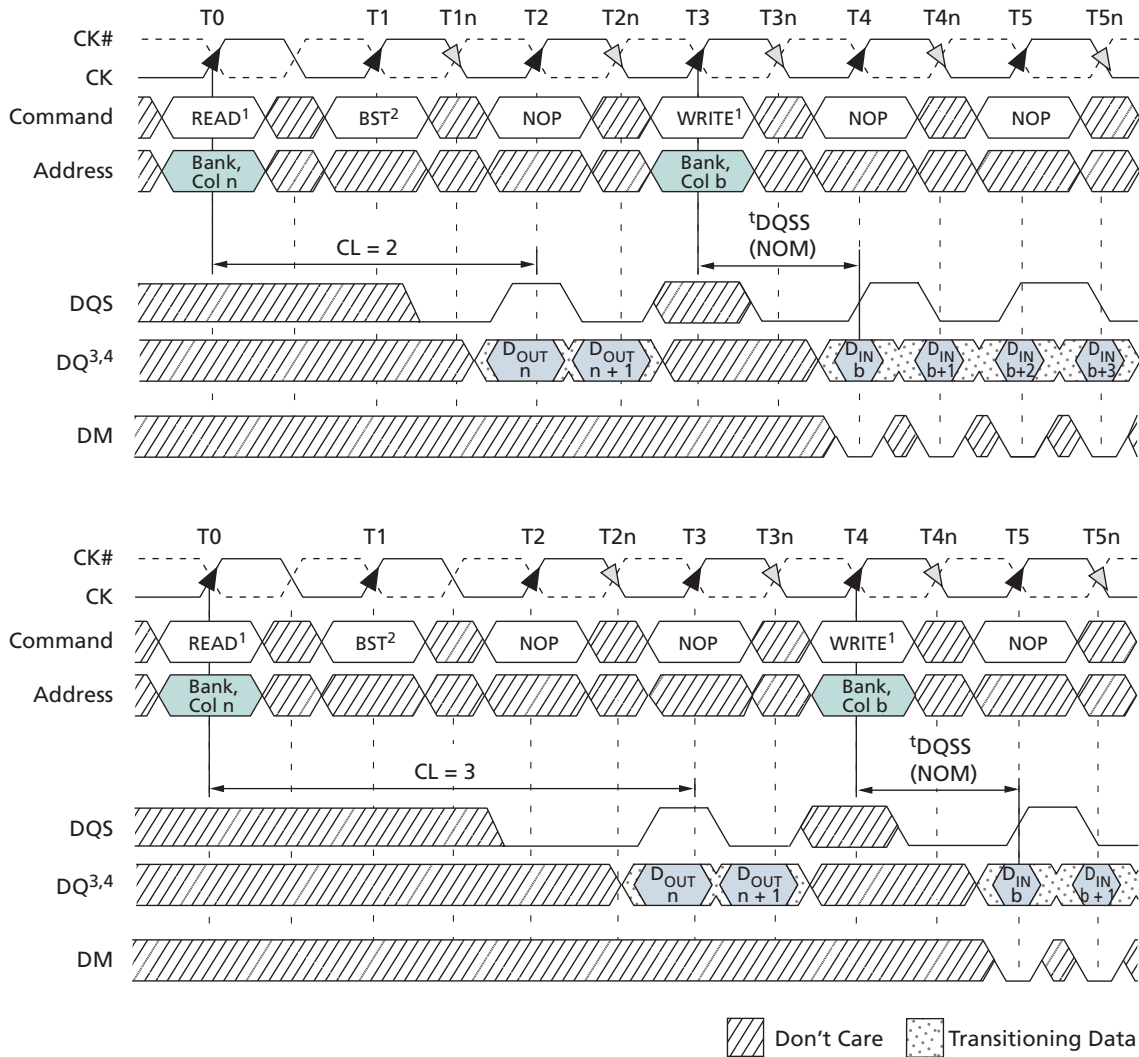 T0 T1 T1n T2 T2n T3 T3n T4 T4n T5 T5n
CK#
CK
Command READ¹ BST² NOP WRITE¹ NOP NOP
Address Bank, Col n Bank, Col b
CL = 2
ᵗDQSS
(NOM)
DQS
DQ³,⁴ DOUT n DOUT n + 1 DIN b DIN b+1 DIN b+2 DIN b+3
DM
T0 T1 T2 T2n T3 T3n T4 T4n T5 T5n
CK#
CK
Command READ¹ BST² NOP NOP WRITE¹ NOP
Address Bank, Col n Bank, Col b
CL = 3
ᵗDQSS
(NOM)
DQS
DQ³,⁴ DOUT n DOUT n + 1 DIN b DIN b + 1
DM
Don't Care Transitioning Data